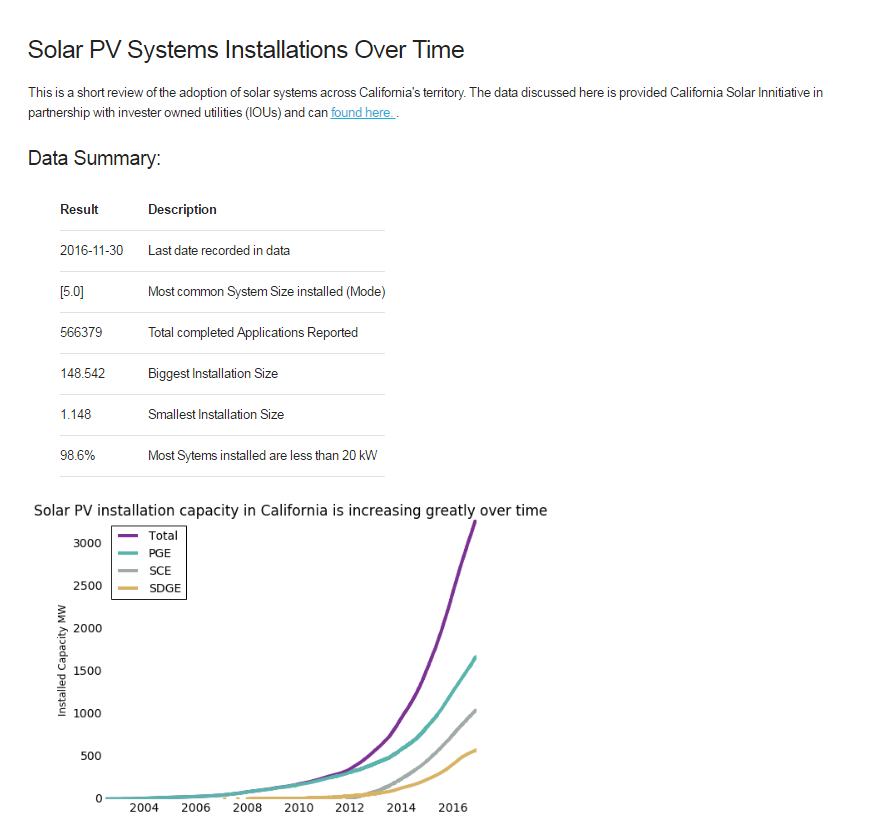 Solar PV Systems Installations Over Time
This is a short review of the adoption of solar systems across California's territory. The data discussed here is provided California Solar Innitiative in
partnership with invester owned utilities (IOUs) and can found here. .
Data Summary:
Result Description
2016-11-30 Last date recorded in data
[5.0] Most common System Size installed (Mode)
566379 Total completed Applications Reported
148.542 Biggest Installation Size
1.148 Smallest Installation Size
98.6% Most Sytems installed are less than 20 kW
Solar PV installation capacity in California is increasing greatly over time
Total
PGE
SCE
SDGE
3000
2500
2000
1500
1000
500
0
Installed Capacity MW
2004 2006 2008 2010 2012 2014 2016